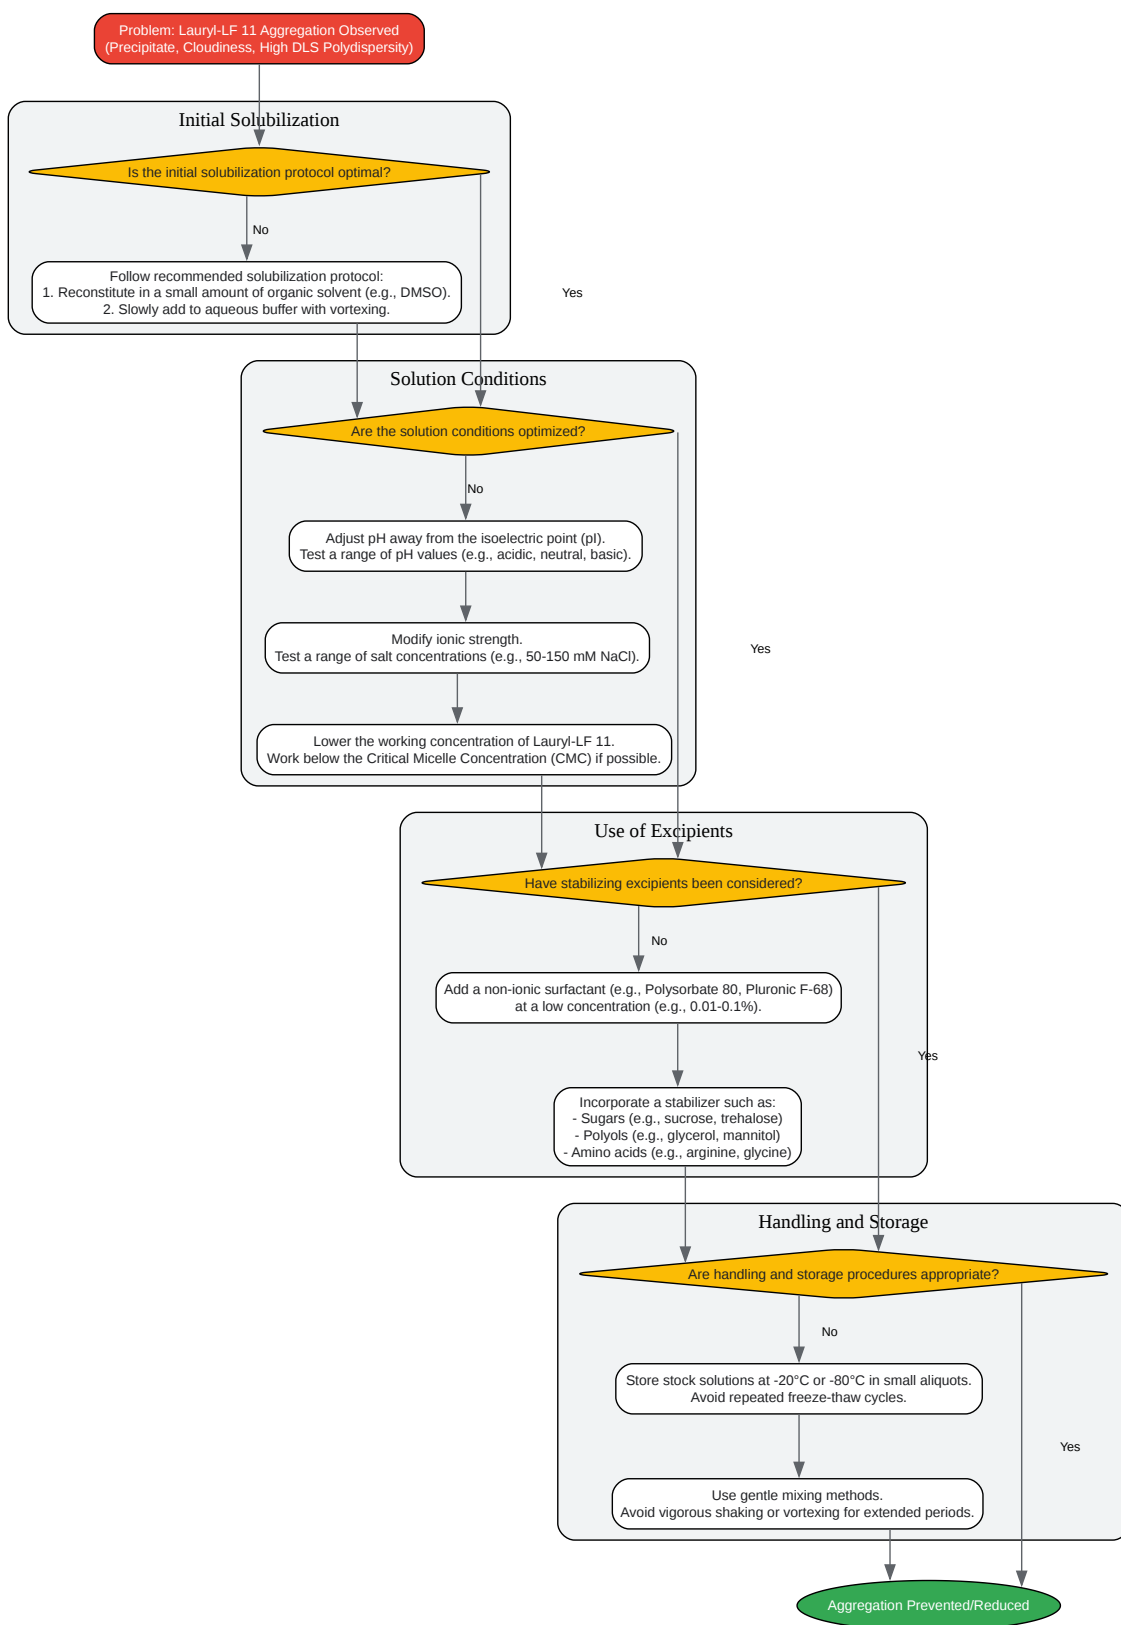 Problem: Lauryl-LF 11 Aggregation Observed
(Precipitate, Cloudiness, High DLS Polydispersity)
Initial Solubilization
Is the initial solubilization protocol optimal?
No
Follow recommended solubilization protocol:
1. Reconstitute in a small amount of organic solvent (e.g., DMSO).
2. Slowly add to aqueous buffer with vortexing.
Yes
Solution Conditions
Are the solution conditions optimized?
No
Adjust pH away from the isoelectric point (pI).
Test a range of pH values (e.g., acidic, neutral, basic).
Modify ionic strength.
Test a range of salt concentrations (e.g., 50-150 mM NaCl).
Yes
Lower the working concentration of Lauryl-LF 11.
Work below the Critical Micelle Concentration (CMC) if possible.
Use of Excipients
Have stabilizing excipients been considered?
No
Add a non-ionic surfactant (e.g., Polysorbate 80, Pluronic F-68)
at a low concentration (e.g., 0.01-0.1%).
Yes
Incorporate a stabilizer such as:
- Sugars (e.g., sucrose, trehalose)
- Polyols (e.g., glycerol, mannitol)
- Amino acids (e.g., arginine, glycine)
Handling and Storage
Are handling and storage procedures appropriate?
No
Store stock solutions at -20°C or -80°C in small aliquots.
Avoid repeated freeze-thaw cycles.
Yes
Use gentle mixing methods.
Avoid vigorous shaking or vortexing for extended periods.
Aggregation Prevented/Reduced